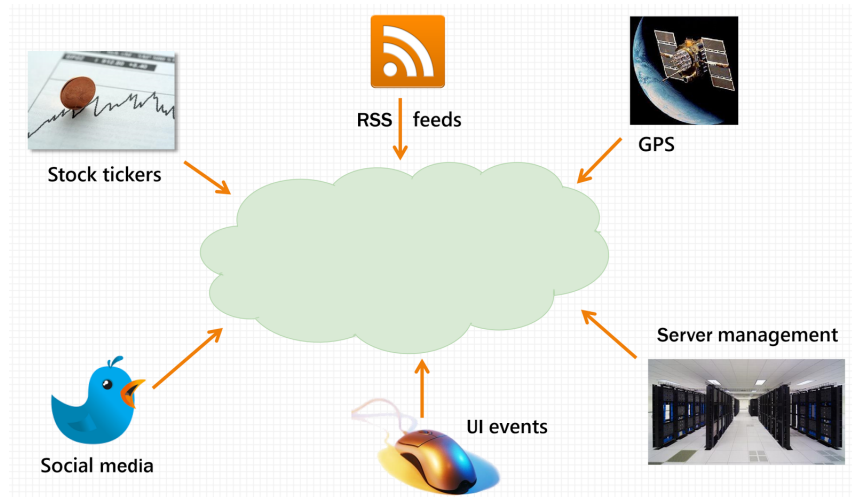 RSS feeds
GPS
Stock tickers
Server management
UI events
Social media